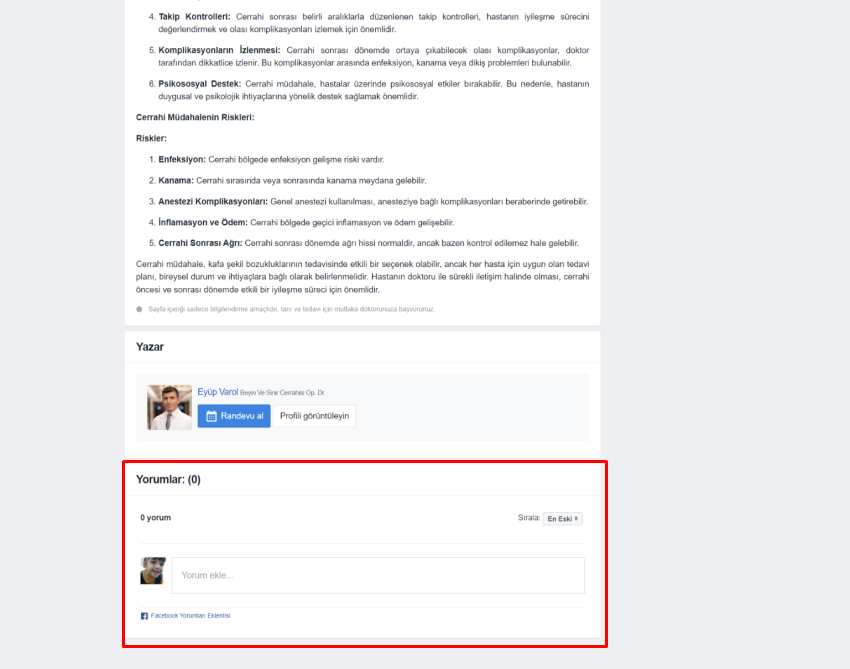 4. Takip Kontrolleri: Cerrahi sonrası belirli aralıklarla düzenlenen takip kontrolleri, hastanın iyileşme sürecini
değerlendirmek ve olası komplikasyonları izlemek için önemlidir.
5. Komplikasyonların İzlenmesi: Cerrahi sonrası dönemde ortaya çıkabilecek olası komplikasyonlar, doktor
tarafından dikkatlice izlenir. Bu komplikasyonlar arasında enfeksiyon, kanama veya dikiş problemleri bulunabilir.
6. Psikososyal Destek: Cerrahi müdahale, hastalar üzerinde psikososyal etkiler bırakabilir. Bu nedenle, hastanın
duygusal ve psikolojik ihtiyaçlarına yönelik destek sağlamak önemlidir.
Cerrahi Müdahalenin Riskleri:
Riskler:
1. Enfeksiyon: Cerrahi bölgede enfeksiyon gelişme riski vardır.
2. Kanama: Cerrahi sırasında veya sonrasında kanama meydana gelebilir.
3. Anestezi Komplikasyonları: Genel anestezi kullanılması, anesteziye bağlı komplikasyonları beraberinde getirebilir.
4. İnflamasyon ve Ödem: Cerrahi bölgede geçici inflamasyon ve ödem gelişebilir.
5. Cerrahi Sonrası Ağrı: Cerrahi sonrası dönemde ağrı hissi normaldir, ancak bazen kontrol edilemez hale gelebilir.
Cerrahi müdahale, kafa şekil bozukluklarının tedavisinde etkili bir seçenek olabilir, ancak her hasta için uygun olan tedavi
planı, bireysel durum ve ihtiyaçlara bağlı olarak belirlenmelidir. Hastanın doktoru ile sürekli iletişim halinde olması, cerrahi
öncesi ve sonrası dönemde etkili bir iyileşme süreci için önemlidir.
Sayfa içeriği sadece bilgilendirme amaçlıdır, tanı ve tedavi için mutlaka doktorunuza başvurunuz.
Yazar
Eyüp Varol Beyin Ve Sinir Cerrahisi Op. Dr.
Randevu al Profili görüntüleyin
Yorumlar: (0)
0 yorum Sırala: En Eski
Yorum ekle...
Facebook Yorumları Eklentisi